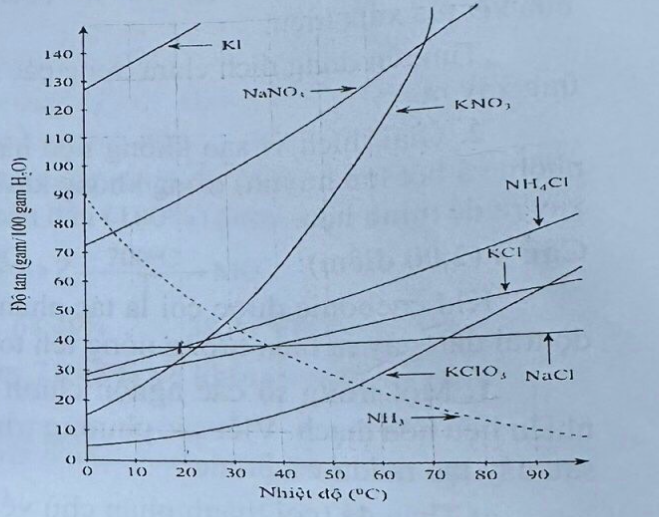 140
130
120
110
100
90
80
70
60
50
40
30
20
10
0
Độ tan (gam/100 gam H₂O)
KI
NaNO₃
KNO₃
NH₄Cl
KCl
KClO₃
NaCl
NH₃
0 10 20 30 40 50 60 70 80 90
Nhiệt độ (⁰C)